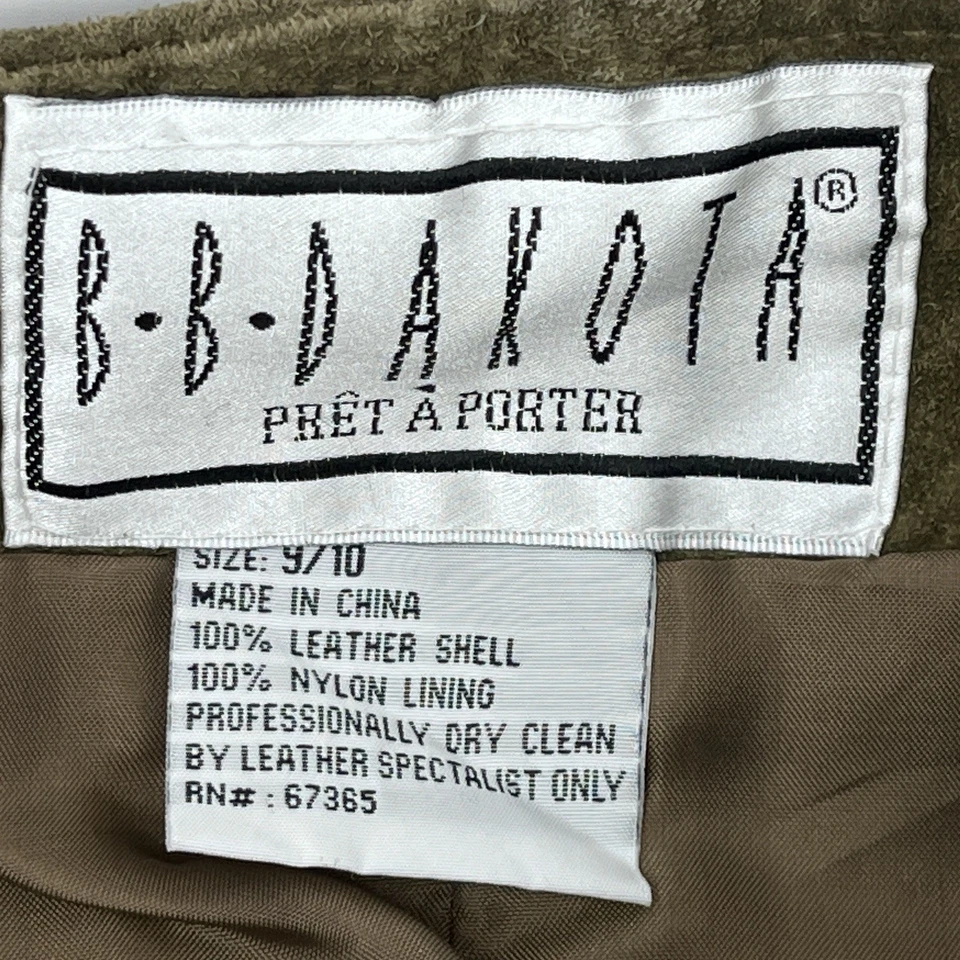 B·B·DAKOTA®
PRÊT À PORTER
SIZE: 9/10
MADE IN CHINA
100% LEATHER SHELL
100% NYLON LINING
PROFESSIONALLY DRY CLEAN
BY LEATHER SPECTALIST ONLY
RN# : 67365